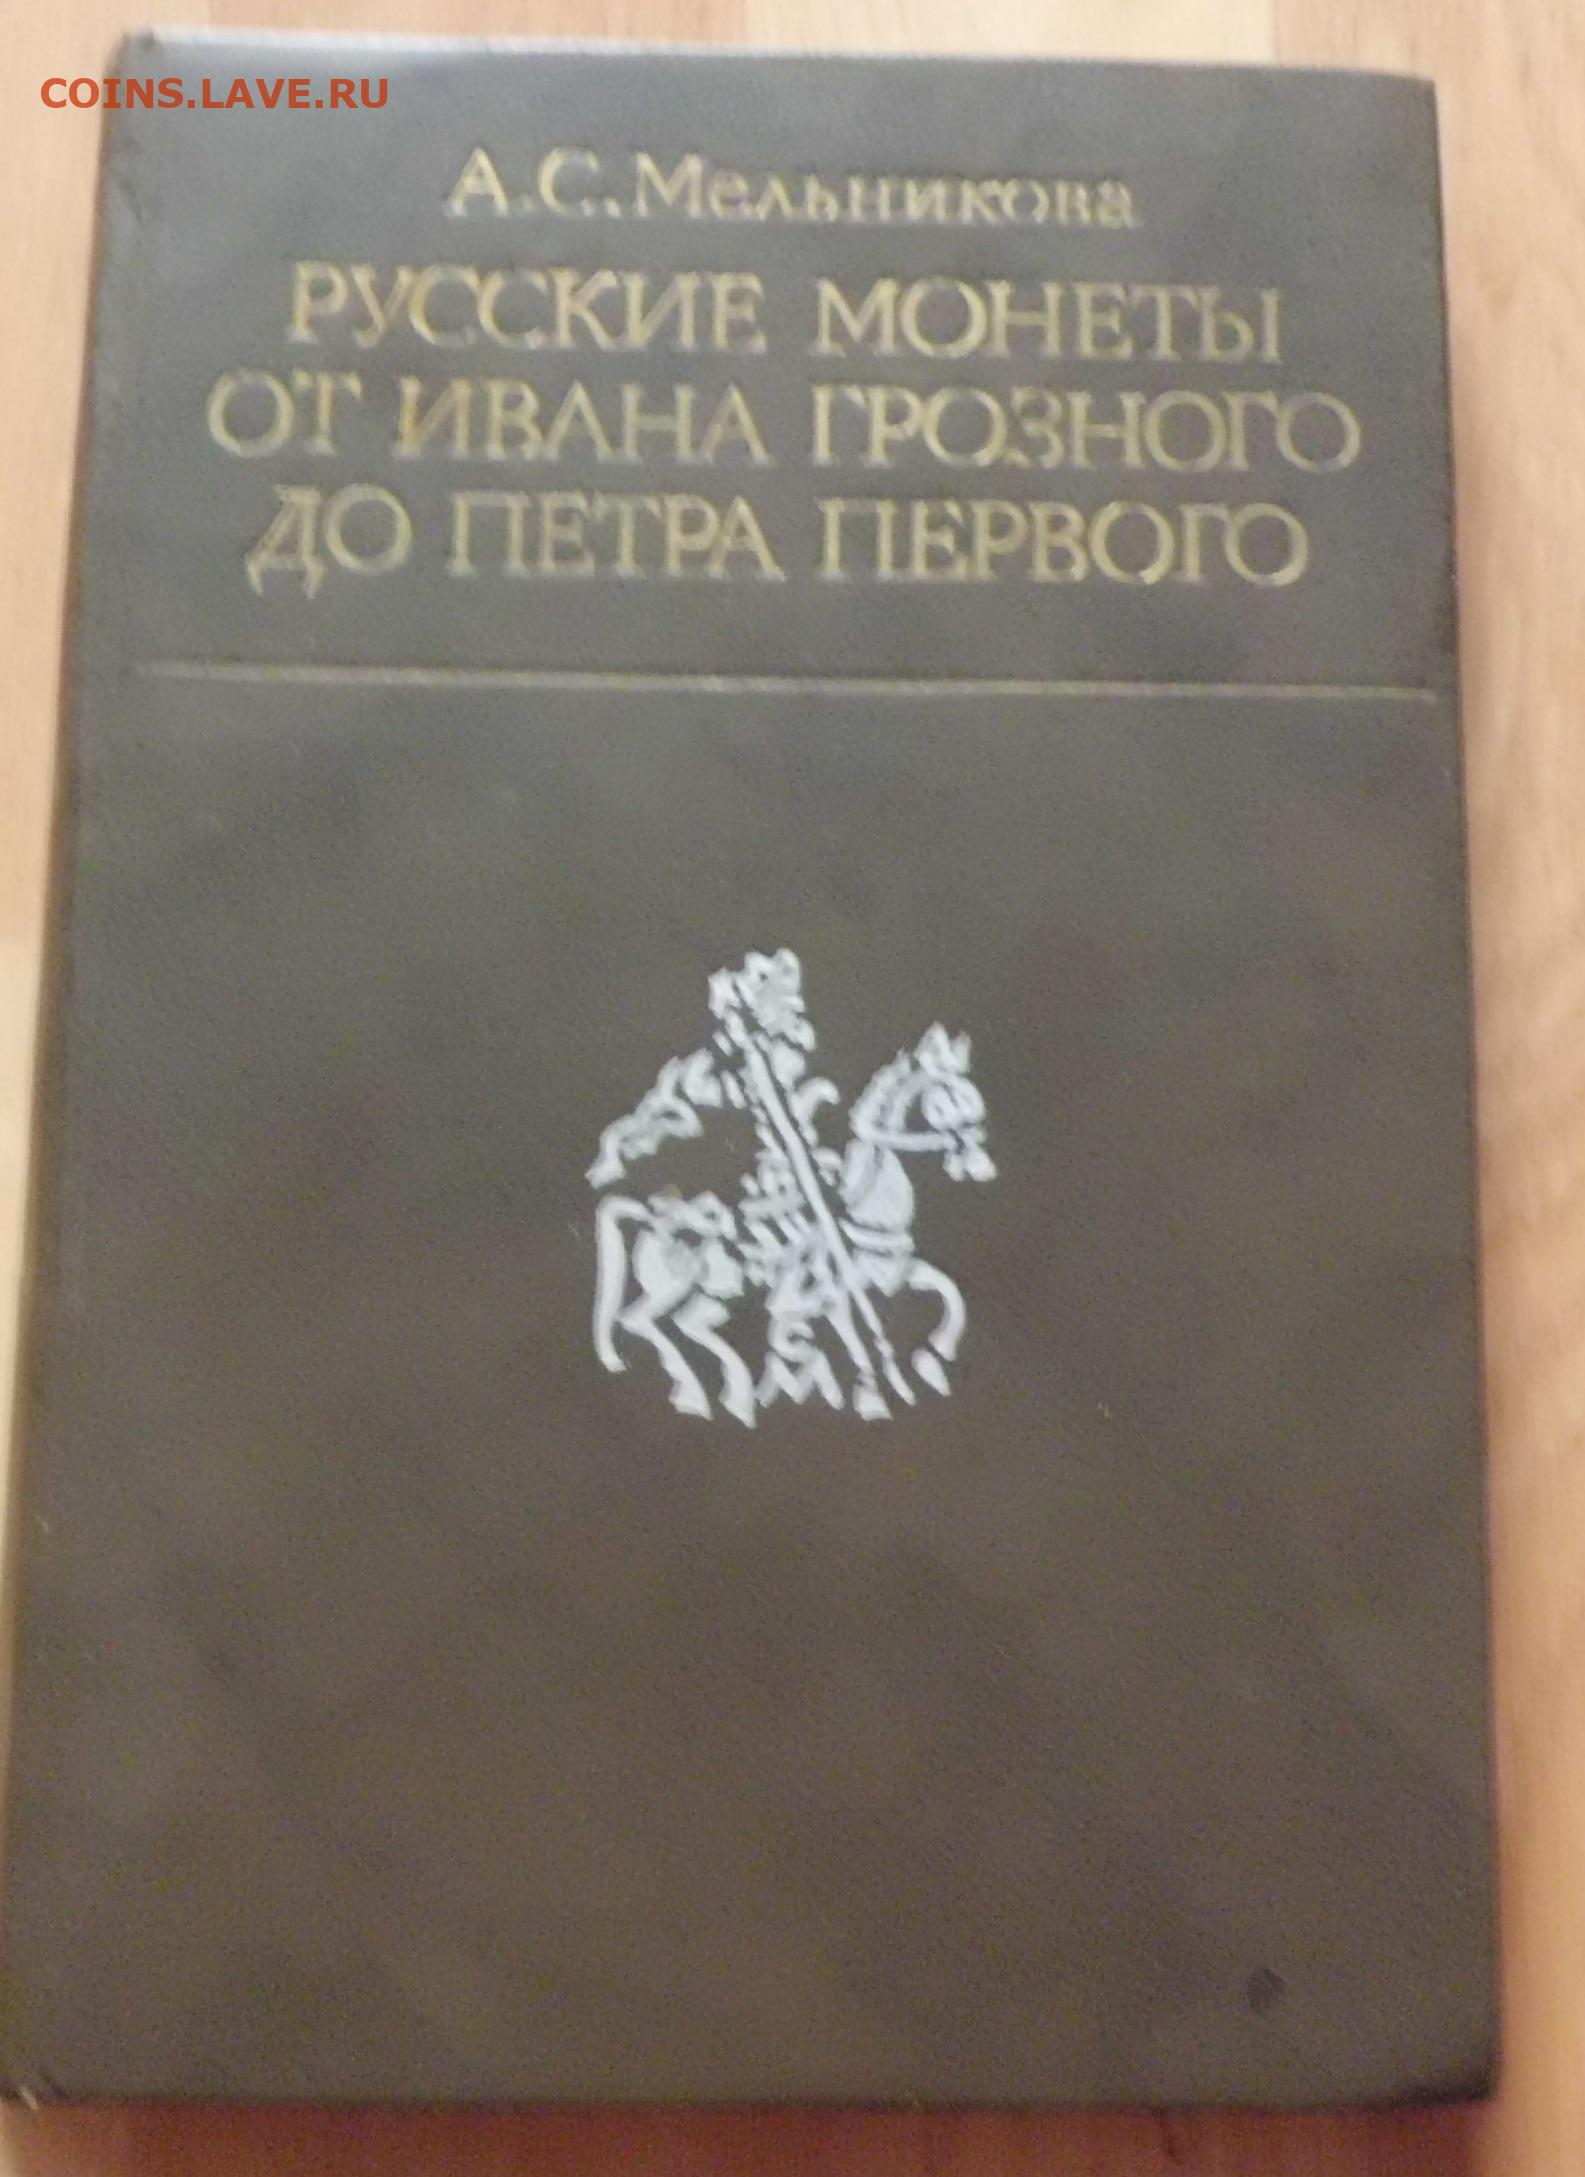 COINS.LAVE.RU
А.С.Мельникова
РУССКИЕ МОНЕТЫ
ОТ ИВАНА ГРОЗНОГО
ДО ПЕТРА ПЕРВОГО